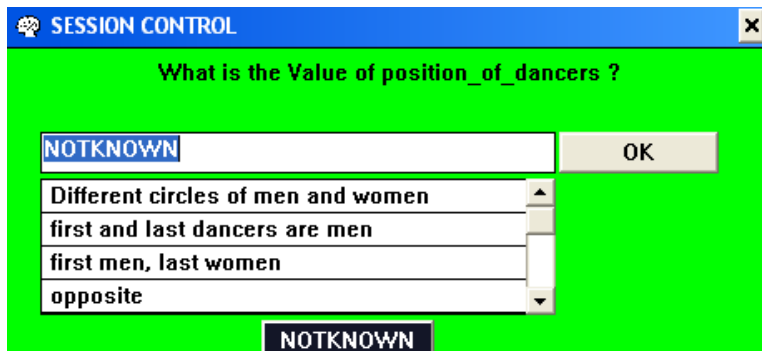 SESSION CONTROL
What is the Value of position_of_dancers ?
NOTKNOWN
OK
Different circles of men and women
first and last dancers are men
first men, last women
opposite
NOTKNOWN